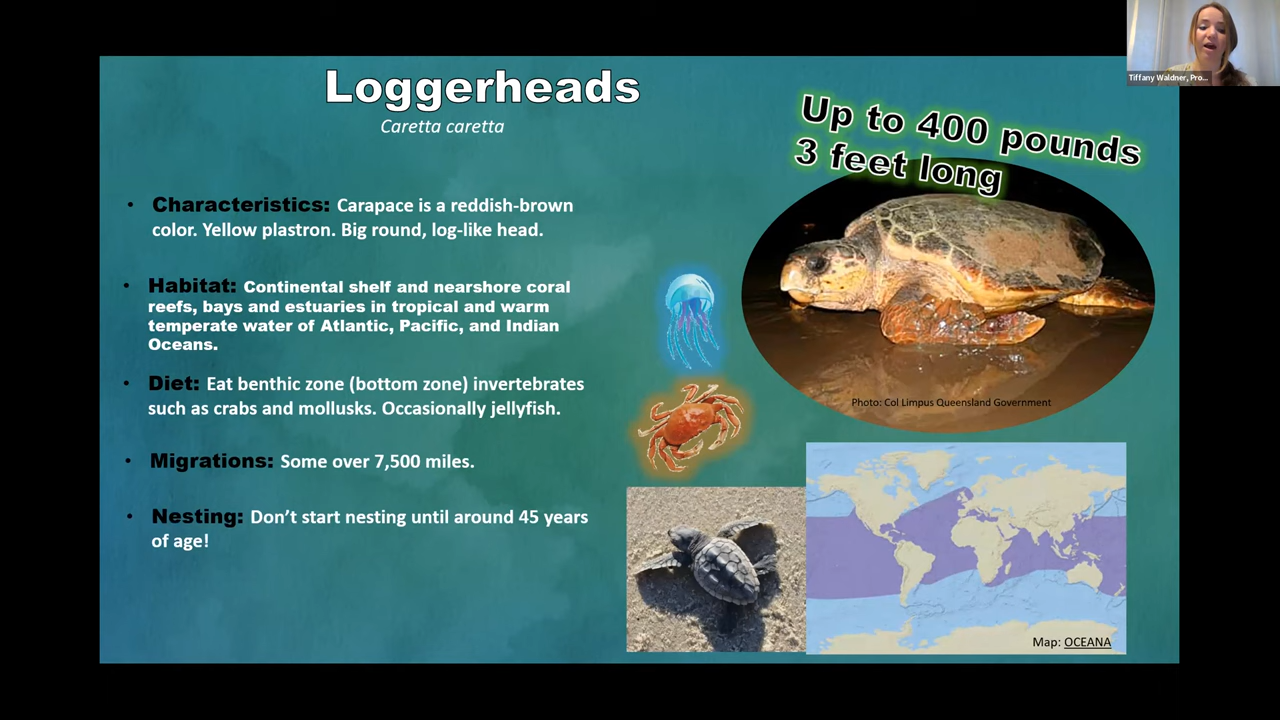 Loggerheads
Caretta caretta
Up to 400 pounds
3 feet long
Tiffany Waldner, Pro...
• Characteristics: Carapace is a reddish-brown
color. Yellow plastron. Big round, log-like head.
• Habitat: Continental shelf and nearshore coral
reefs, bays and estuaries in tropical and warm
temperate water of Atlantic, Pacific, and Indian
Oceans.
• Diet: Eat benthic zone (bottom zone) invertebrates
such as crabs and mollusks. Occasionally jellyfish.
• Migrations: Some over 7,500 miles.
• Nesting: Don’t start nesting until around 45 years
of age!
Photo: Col Limpus Queensland Government
Map: OCEANA